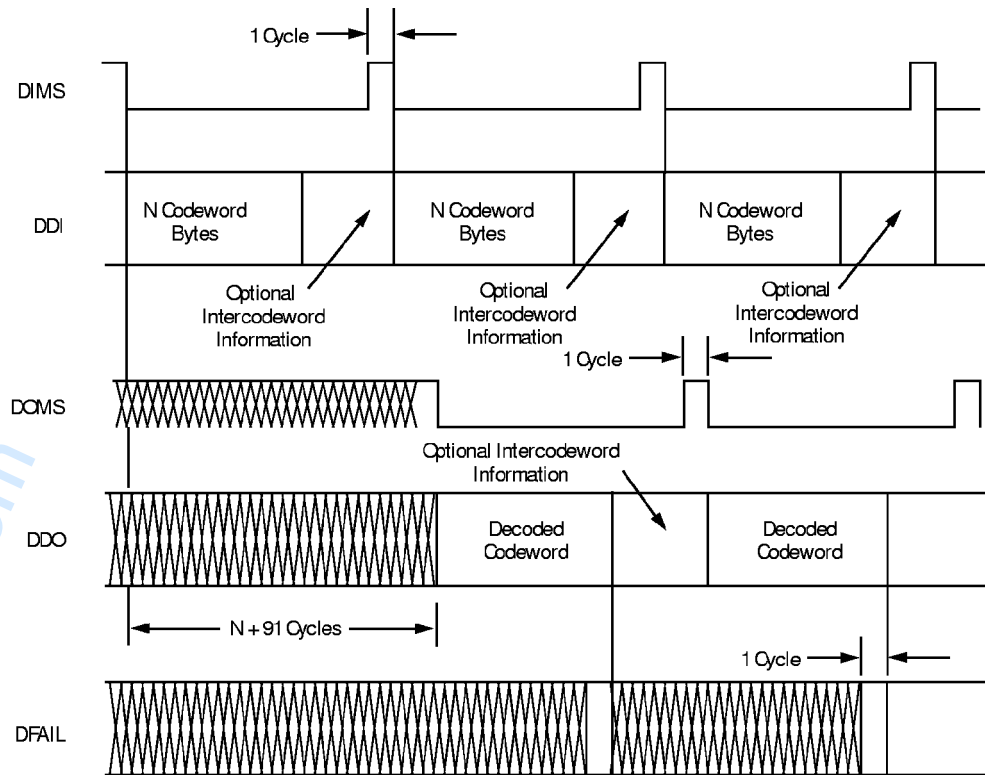 1 Cycle
DIMS
DDI
N Codeword
Bytes
N Codeword
Bytes
N Codeword
Bytes
Optional
Intercodeword
Information
Optional
Intercodeword
Information
Optional
Intercodeword
Information
1 Cycle
DOMS
Optional Intercodeword
Information
DDO
Decoded
Codeword
Decoded
Codeword
N + 91 Cycles
1 Cycle
DFAIL
om